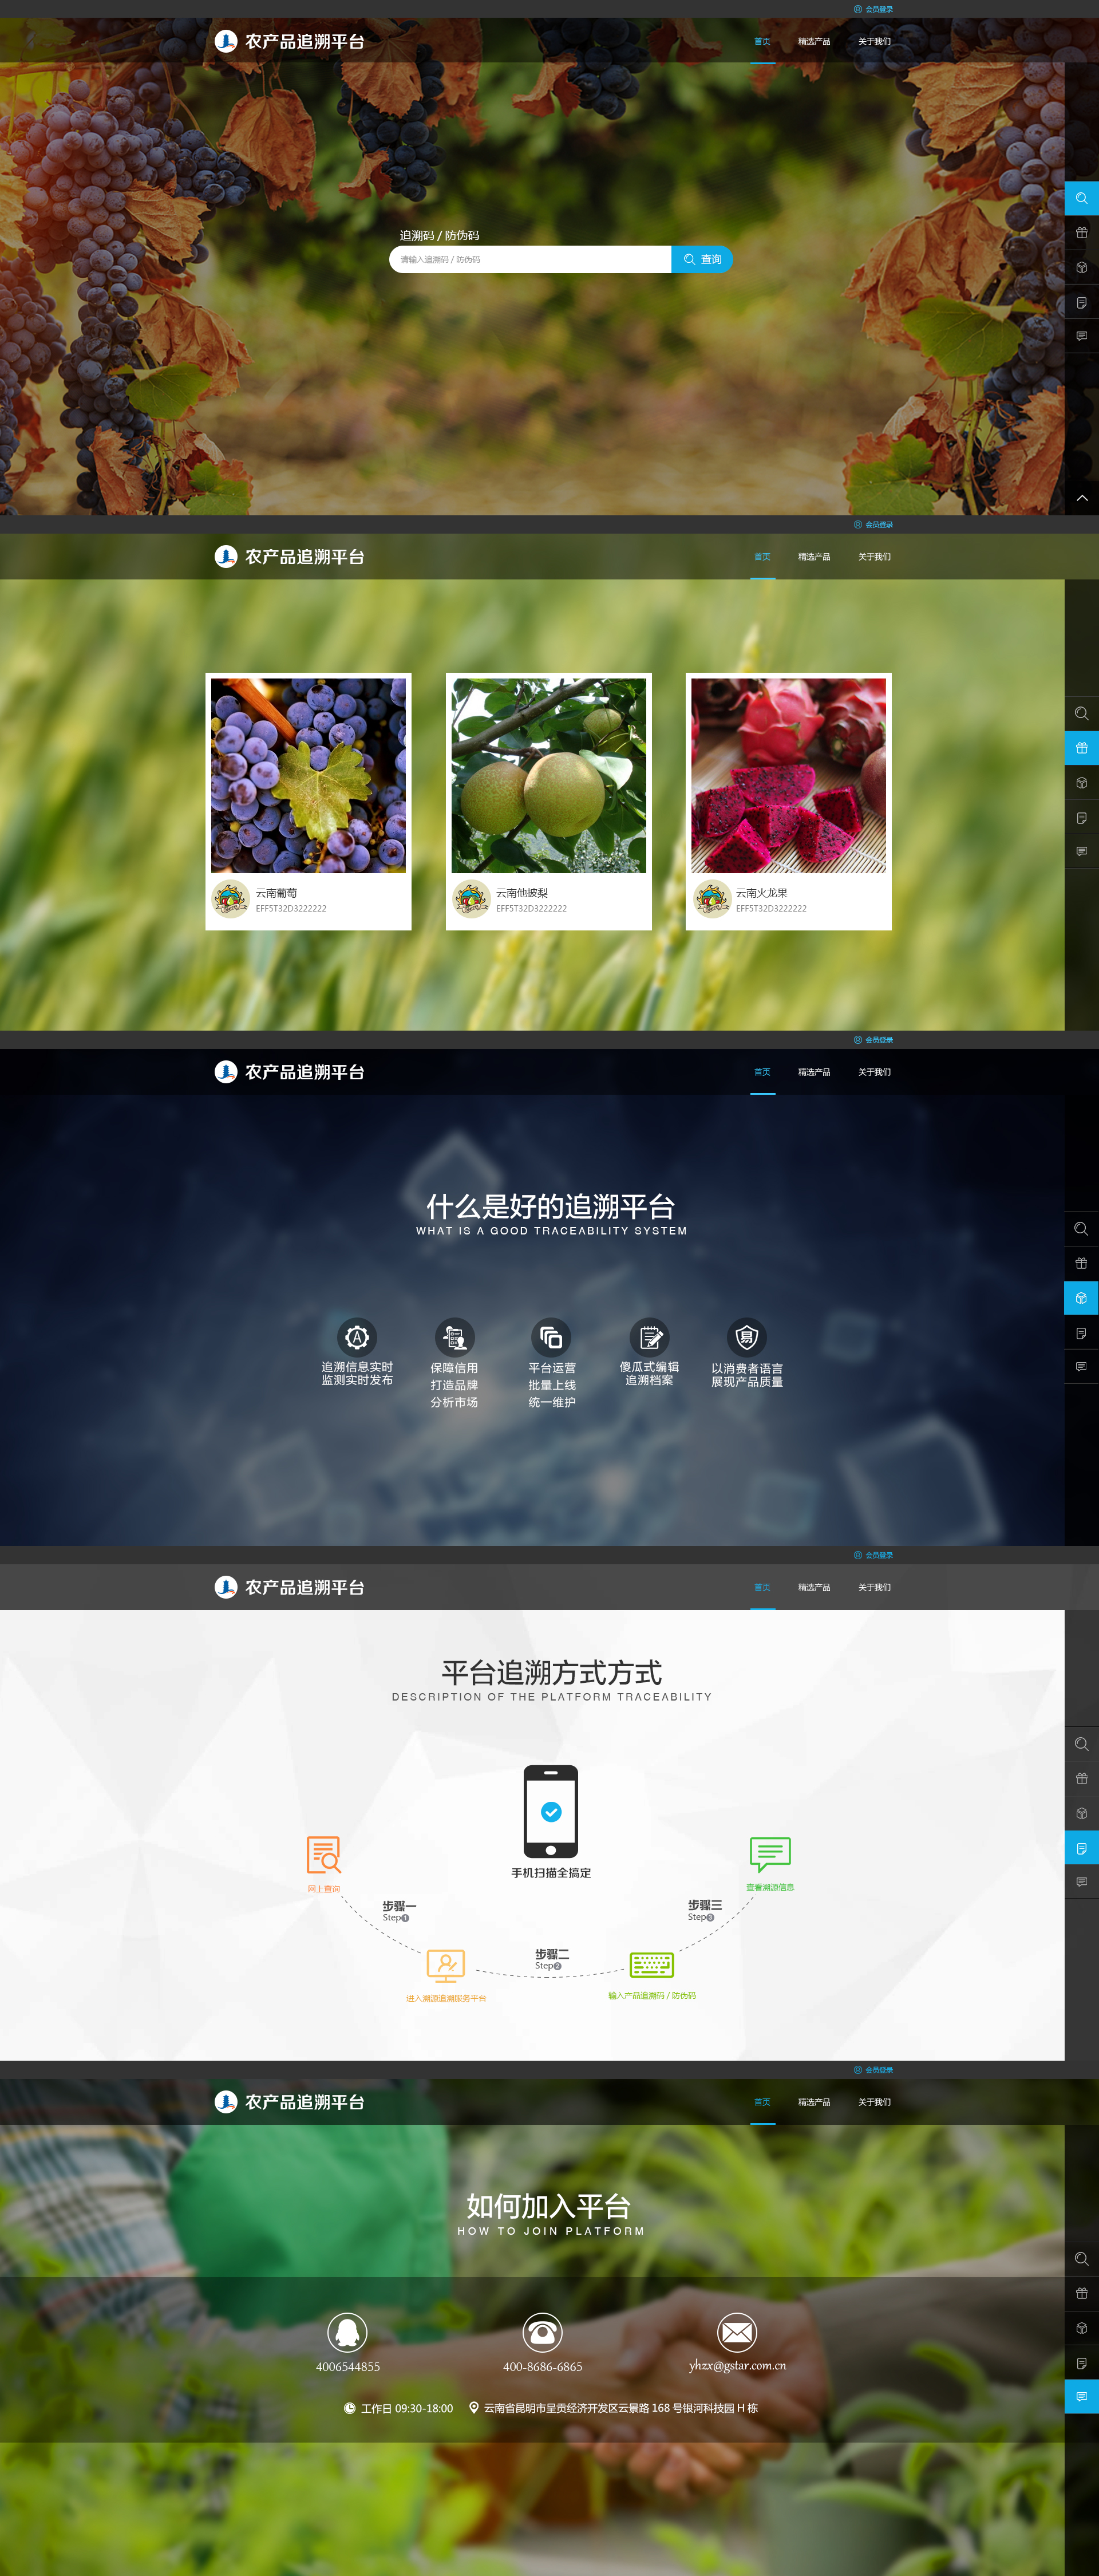 会员登录
农产品追溯平台
首页 精选产品 关于我们
追溯码 / 防伪码
请输入追溯码 / 防伪码
查询
会员登录
农产品追溯平台
首页 精选产品 关于我们
云南葡萄
EFF5T32D3222222
云南他披梨
EFF5T32D3222222
云南火龙果
EFF5T32D3222222
会员登录
农产品追溯平台
首页 精选产品 关于我们
什么是好的追溯平台
WHAT IS A GOOD TRACEABILITY SYSTEM
A
追溯信息实时
监测实时发布
保障信用
打造品牌
分析市场
平台运营
批量上线
统一维护
傻瓜式编辑
追溯档案
易
以消费者语言
展现产品质量
会员登录
农产品追溯平台
首页 精选产品 关于我们
平台追溯方式方式
DESCRIPTION OF THE PLATFORM TRACEABILITY
手机扫描全搞定
网上查询
步骤一
Step1
进入溯源追溯服务平台
步骤二
Step2
输入产品追溯码 / 防伪码
步骤三
Step3
查看溯源信息
会员登录
农产品追溯平台
首页 精选产品 关于我们
如何加入平台
HOW TO JOIN PLATFORM
4006544855
400-8686-6865
yhzx@gstar.com.cn
工作日 09:30-18:00
云南省昆明市呈贡经济开发区云景路 168 号银河科技园 H 栋